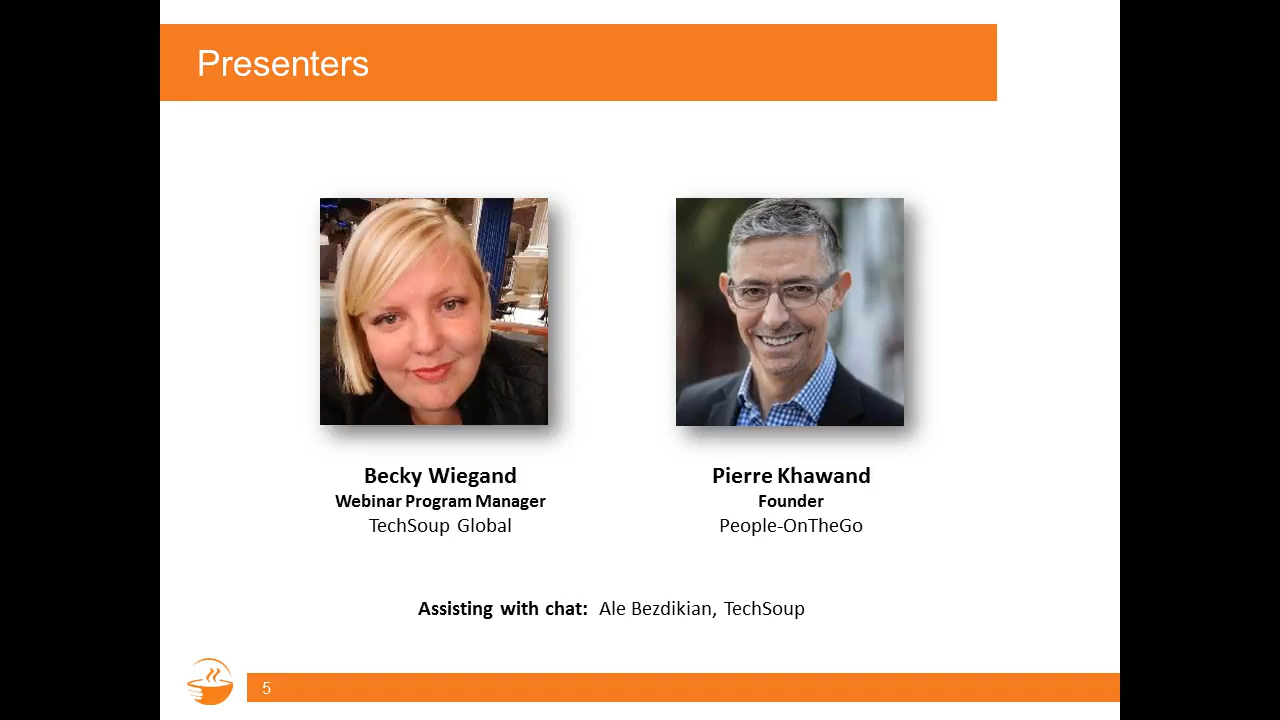 Presenters
Becky Wiegand
Webinar Program Manager
TechSoup Global
Pierre Khawand
Founder
People-OnTheGo
Assisting with chat: Ale Bezdikian, TechSoup
5